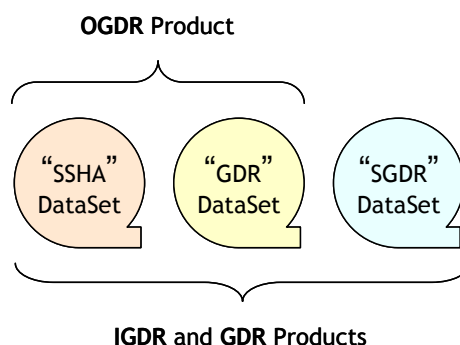 OGDR Product
“SSHA”
DataSet
“GDR”
DataSet
“SGDR”
DataSet
IGDR and GDR Products